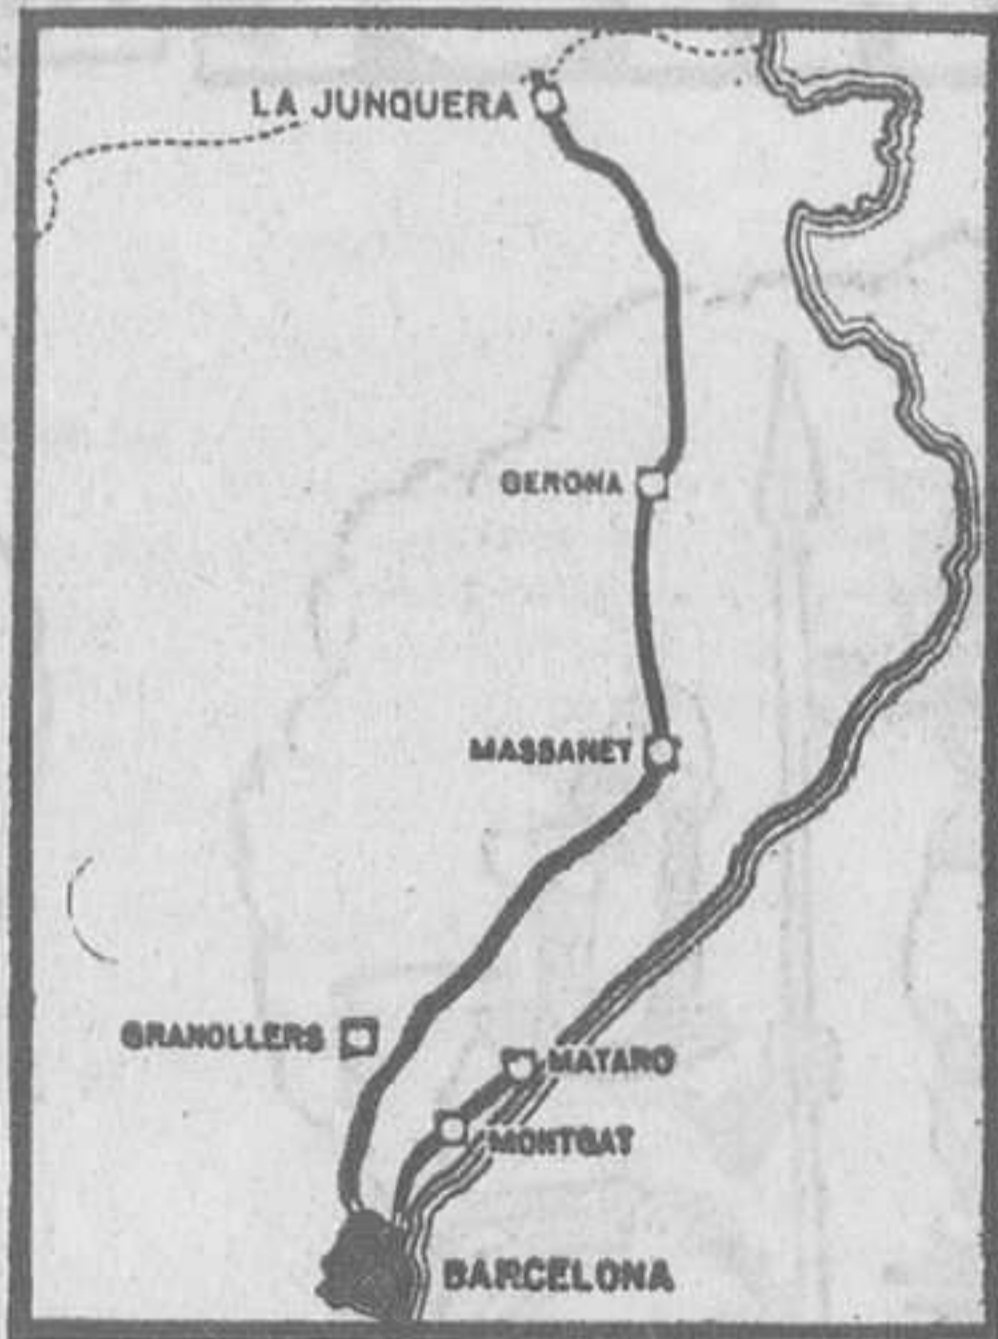 LA JUNQUERA
GERONA
MASSANET
GRANOLLERS
MATARO
MONTGAT
BARCELONA